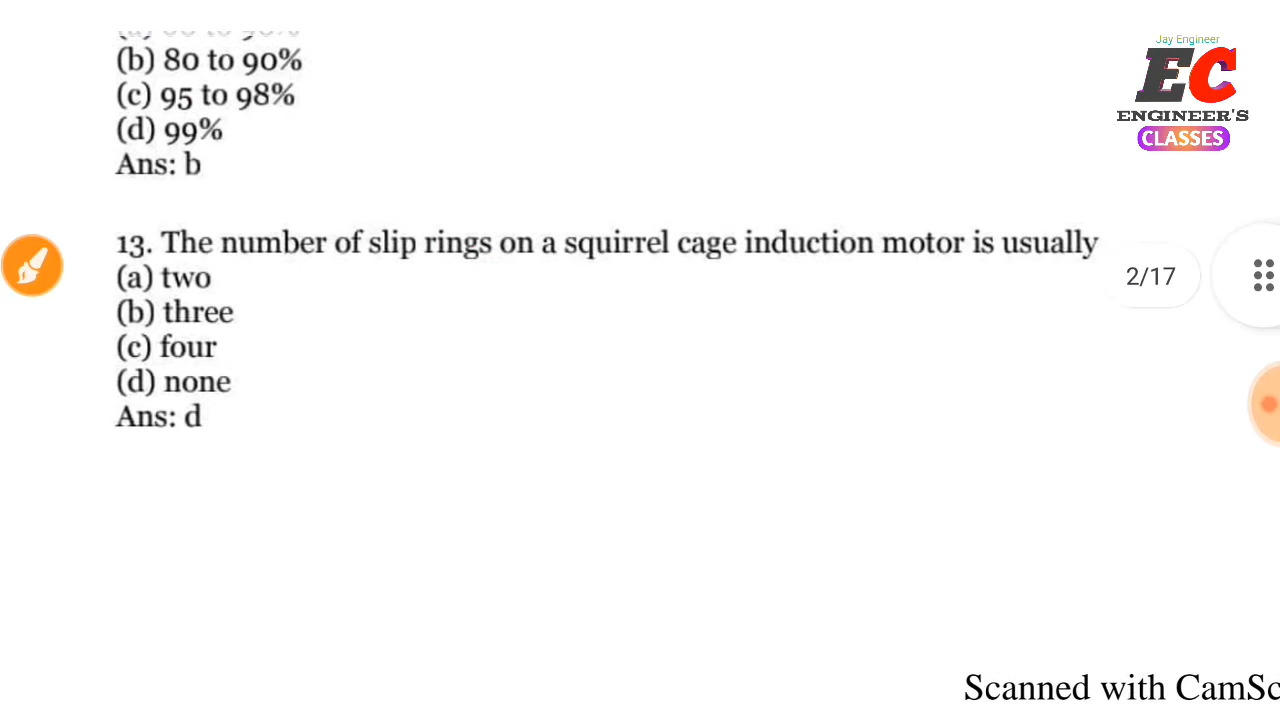 (b) 80 to 90%
(c) 95 to 98%
(d) 99%
Ans: b
Jay Engineer
EC
ENGINEER'S
CLASSES
13. The number of slip rings on a squirrel cage induction motor is usually
(a) two
(b) three
(c) four
(d) none
Ans: d
2/17
Scanned with CamSc